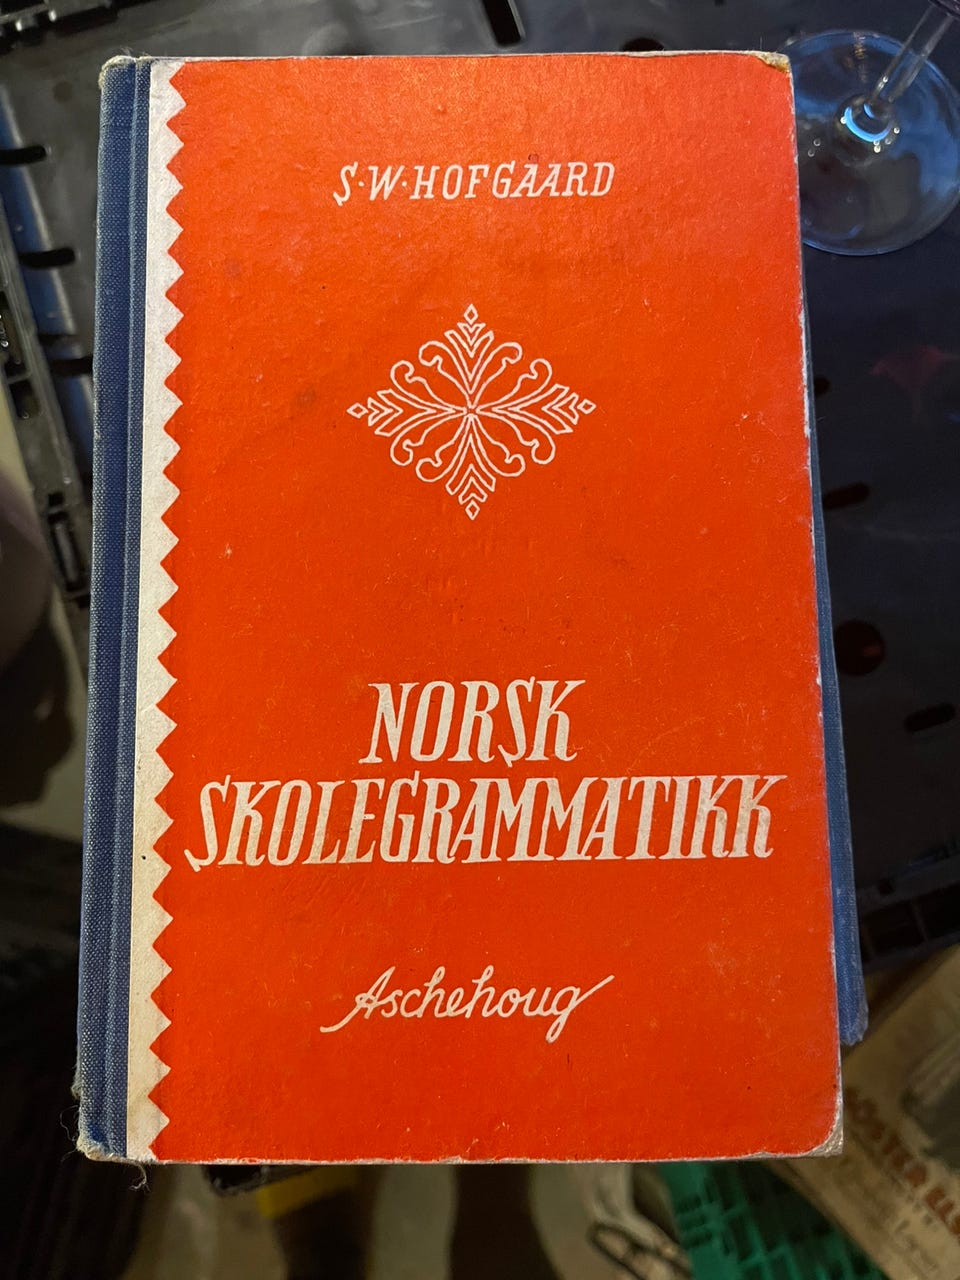 S·W·HOFGAARD
NORSK
SKOLEGRAMMATIKK
Aschehoug